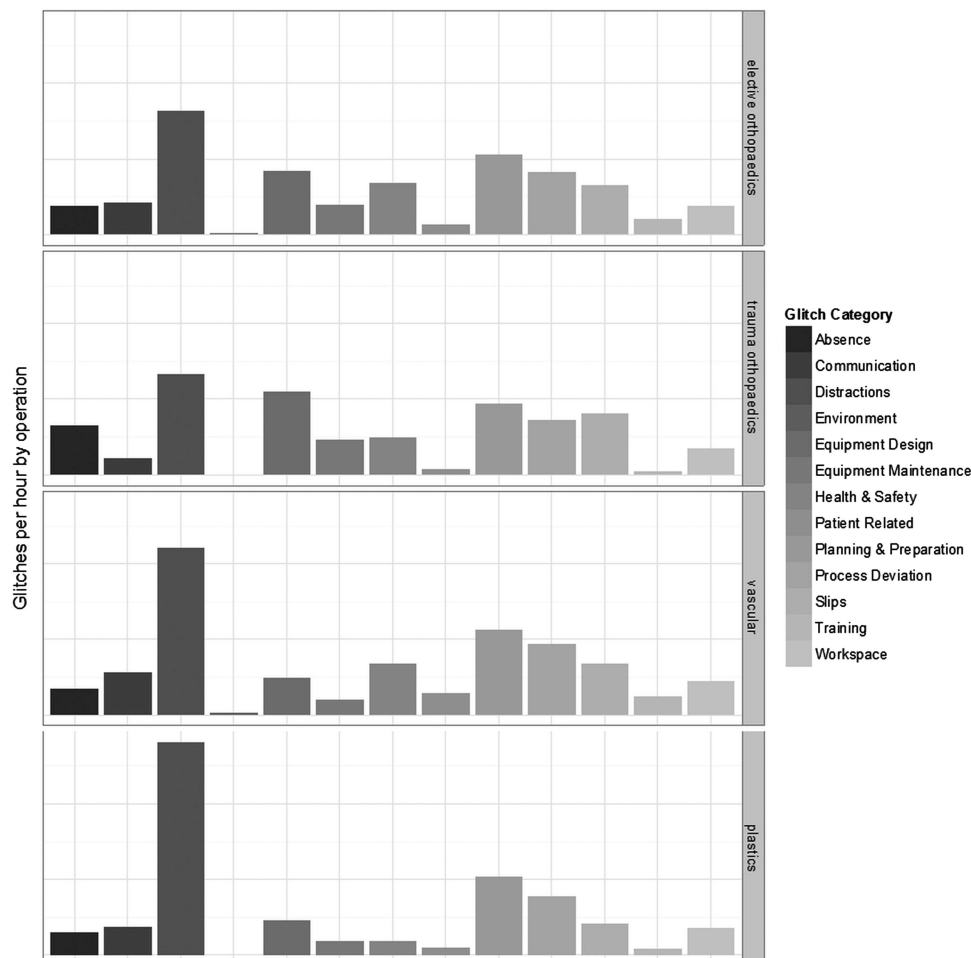 Glitches per hour by operation
elective orthopaedics
trauma orthopaedics
vascular
plastics
Glitch Category
Absence
Communication
Distractions
Environment
Equipment Design
Equipment Maintenance
Health & Safety
Patient Related
Planning & Preparation
Process Deviation
Slips
Training
Workspace